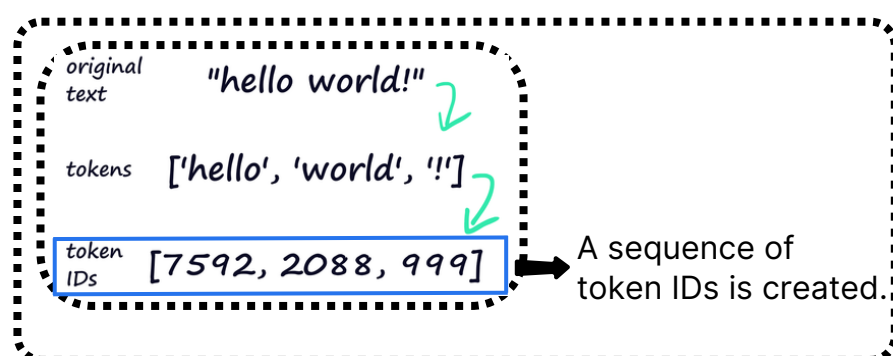 original
text
"hello world!"
tokens
['hello', 'world', '!']
token
IDs
[7592, 2088, 999]
A sequence of
token IDs is created.